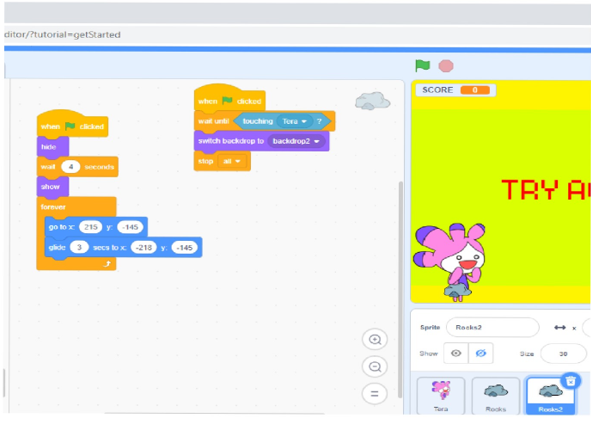 ditor/?tutorial=getStarted
SCORE 0
when clicked
wait until touching Tera ?
switch backdrop to backdrop2
stop all
when clicked
hide
wait 4 seconds
show
forever
go to x: 215 y: -145
glide 3 secs to x: -218 y: -145
TRY A
Sprite Rocks2 x
Show Size 30
Tera Rocks Rocks2